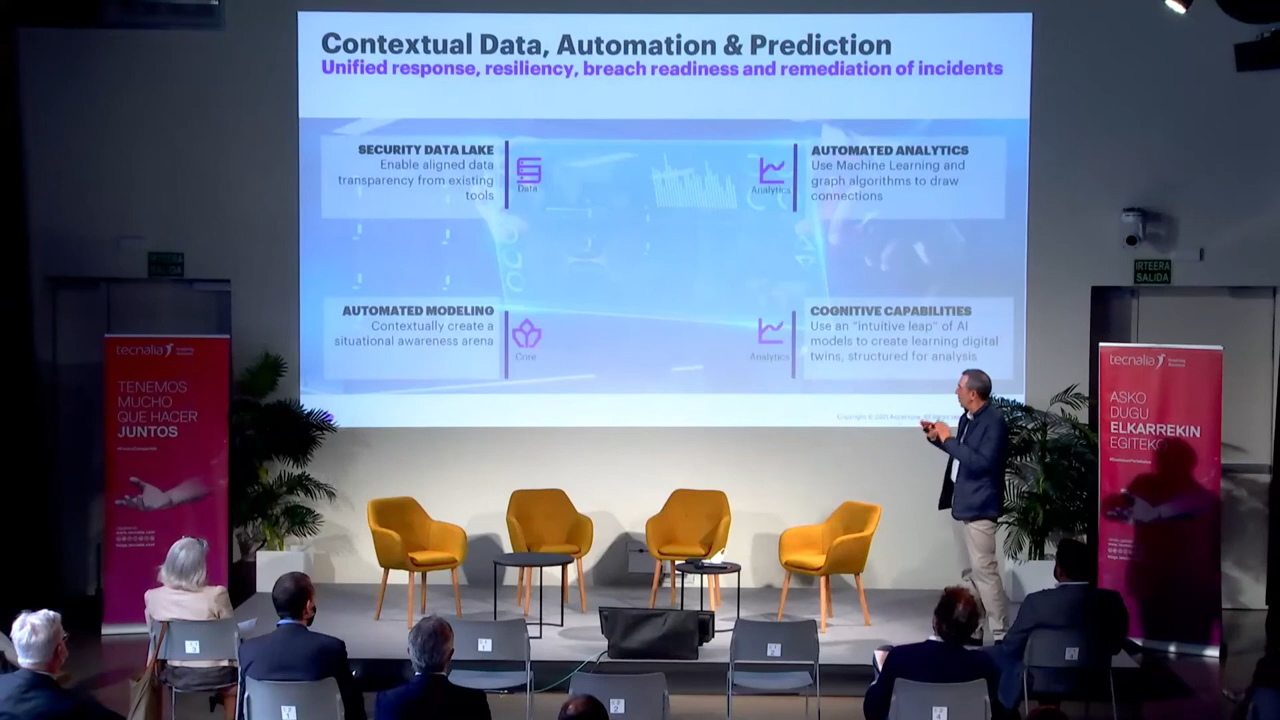 Contextual Data, Automation & Prediction
Unified response, resiliency, breach readiness and remediation of incidents
SECURITY DATA LAKE
Enable aligned data
transparency from existing
tools
Data
AUTOMATED ANALYTICS
Use Machine Learning and
graph algorithms to draw
connections
Analytics
AUTOMATED MODELING
Contextually create a
situational awareness arena
Core
COGNITIVE CAPABILITIES
Use an "intuitive leap" of AI
models to create learning digital
twins, structured for analysis
Analytics
IRTEERA
SALIDA
IRTEERA
SALIDA
tecnalia
TENEMOS
MUCHO
QUE HACER
JUNTOS
tecnalia
ASKO
DUGU
ELKARREKIN
EGITEKO